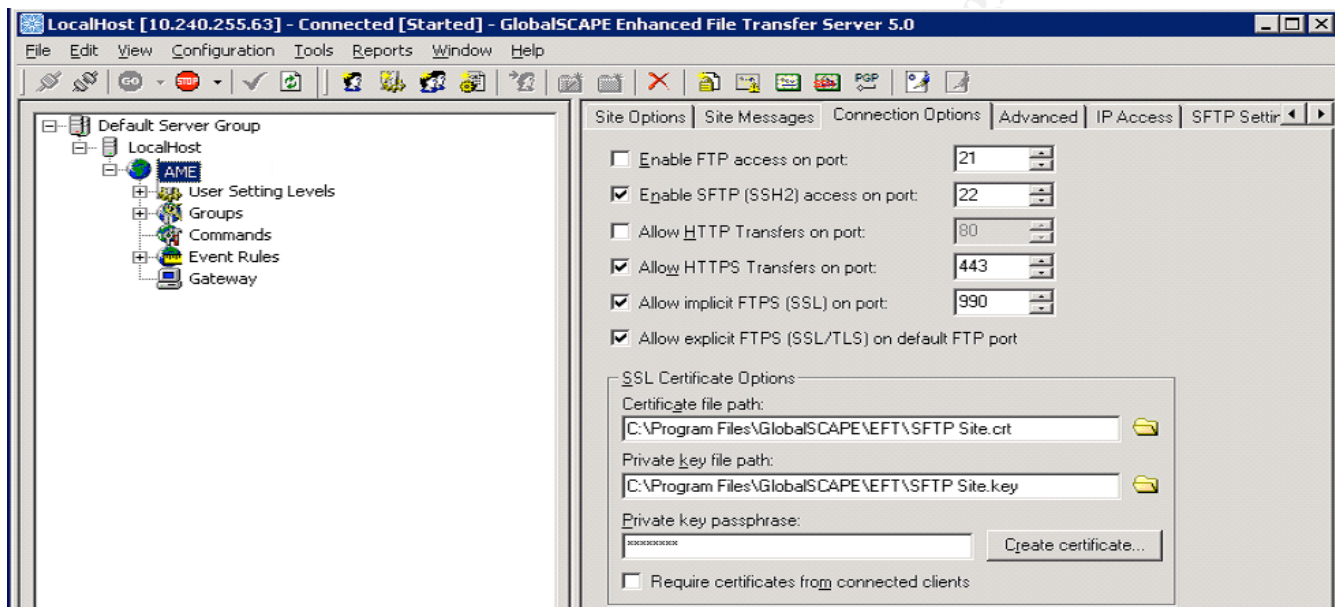 LocalHost [10.240.255.63] - Connected [Started] - GlobalSCAPE Enhanced File Transfer Server 5.0
File Edit View Configuration Tools Reports Window Help
GO STOP PGP
Default Server Group
LocalHost
AME
User Setting Levels
Groups
Commands
Event Rules
Gateway
Site Options Site Messages Connection Options Advanced IP Access SFTP Settir
Enable FTP access on port: 21
Enable SFTP (SSH2) access on port: 22
Allow HTTP Transfers on port: 80
Allow HTTPS Transfers on port: 443
Allow implicit FTPS (SSL) on port: 990
Allow explicit FTPS (SSL/TLS) on default FTP port
SSL Certificate Options
Certificate file path:
C:\Program Files\GlobalSCAPE\EFT\SFTP Site.crt
Private key file path:
C:\Program Files\GlobalSCAPE\EFT\SFTP Site.key
Private key passphrase:
xxxxxxxx Create certificate...
Require certificates from connected clients